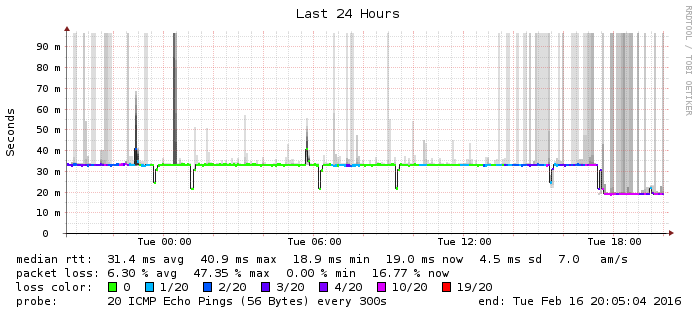 Last 24 Hours
RRDTOOL / TOBI OETIKER
Seconds
90 m
80 m
70 m
60 m
50 m
40 m
30 m
20 m
10 m
0
Tue 00:00 Tue 06:00 Tue 12:00 Tue 18:00
median rtt: 31.4 ms avg 40.9 ms max 18.9 ms min 19.0 ms now 4.5 ms sd 7.0 am/s
packet loss: 6.30 % avg 47.35 % max 0.00 % min 16.77 % now
loss color: 0 1/20 2/20 3/20 4/20 10/20 19/20
probe: 20 ICMP Echo Pings (56 Bytes) every 300s end: Tue Feb 16 20:05:04 2016